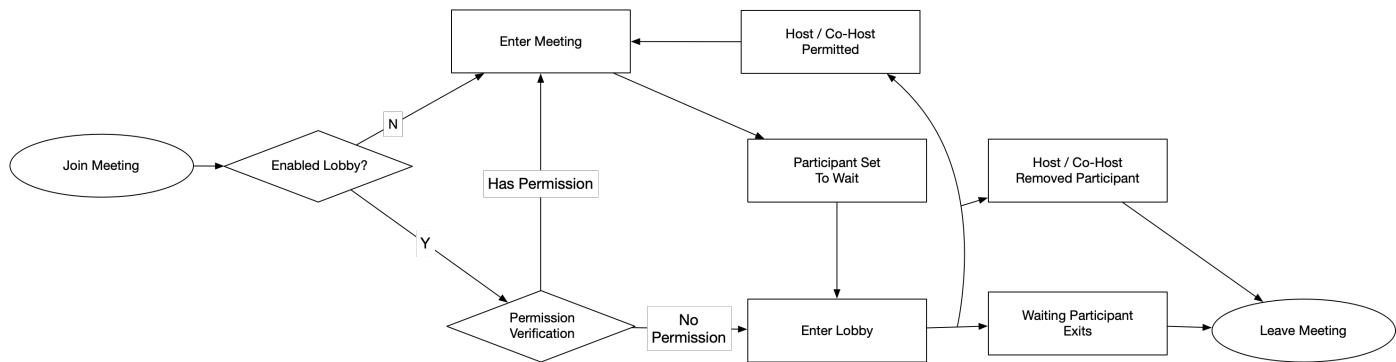 Enter Meeting
Host / Co-Host
Permitted
N
Join Meeting
Enabled Lobby?
Has Permission
Participant Set
To Wait
Host / Co-Host
Removed Participant
Y
Permission
Verification
No
Permission
Enter Lobby
Waiting Participant
Exits
Leave Meeting